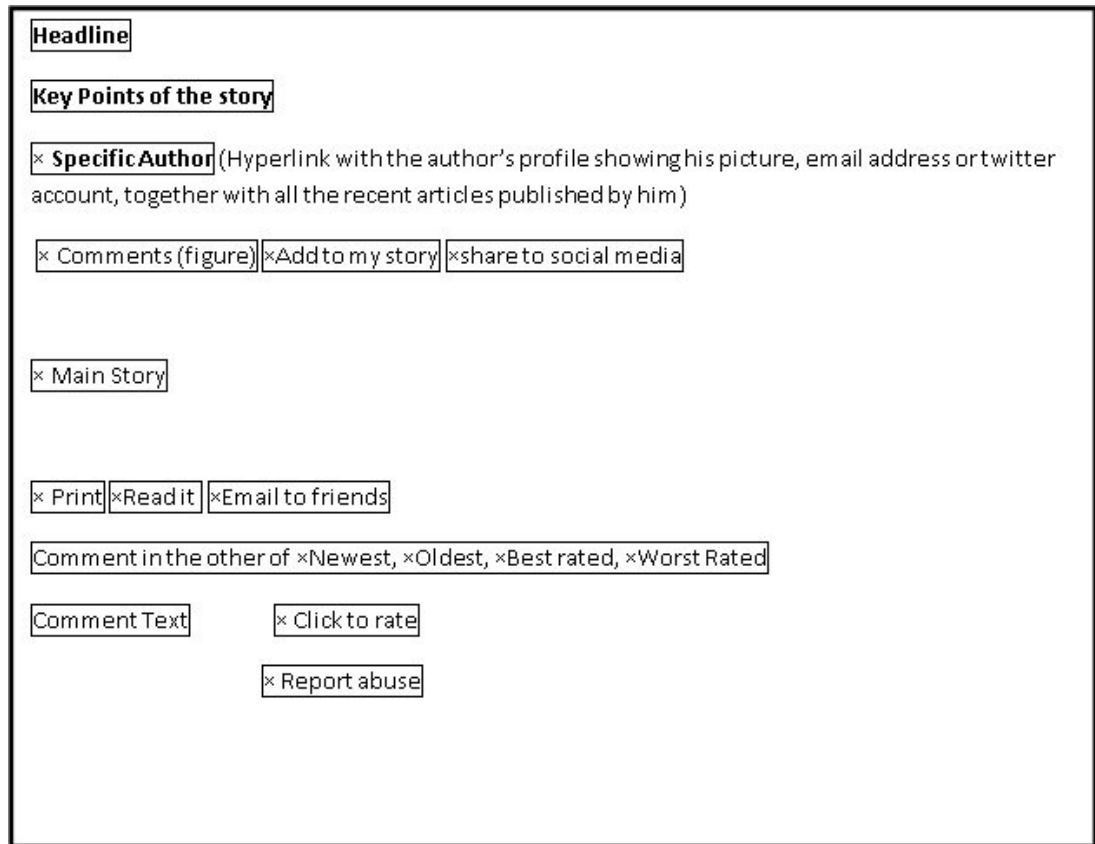 Headline
Key Points of the story
× Specific Author (Hyperlink with the author’s profile showing his picture, email address or twitter
account, together with all the recent articles published by him)
× Comments (figure) ×Add to my story ×share to social media
× Main Story
× Print ×Read it ×Email to friends
Comment in the other of ×Newest, ×Oldest, ×Best rated, ×Worst Rated
Comment Text × Click to rate
× Report abuse